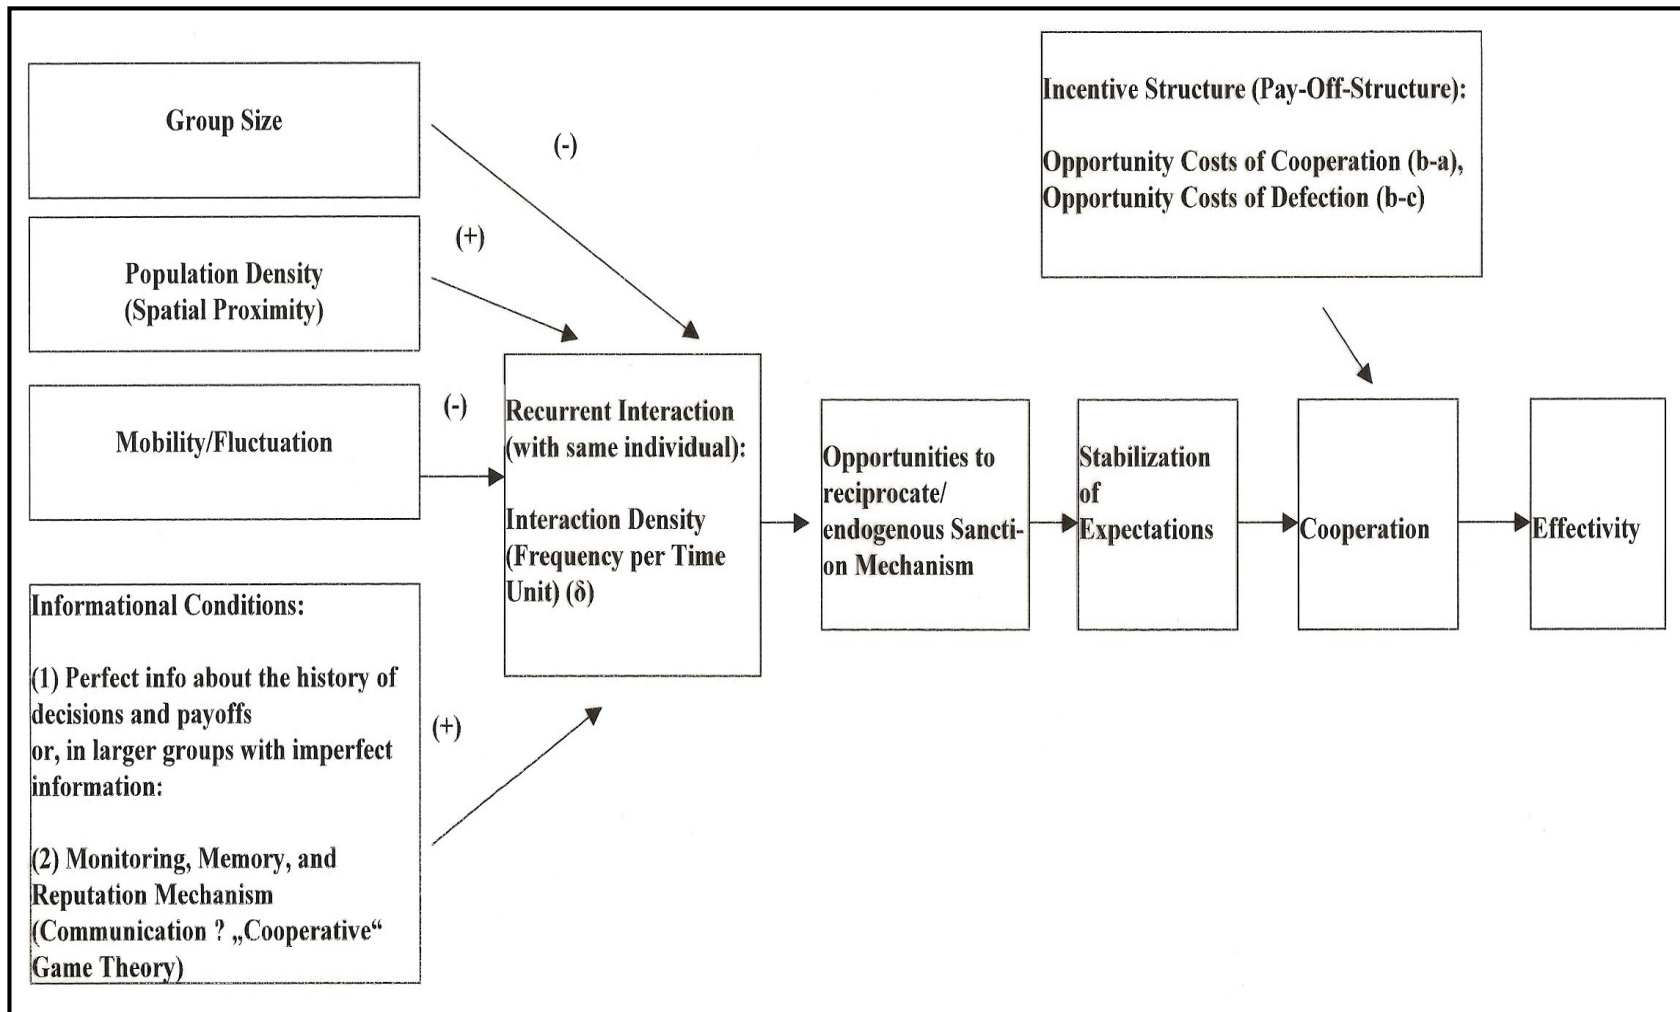 Group Size
(-)
Population Density
(Spatial Proximity)
(+)
Mobility/Fluctuation
(-)
Informational Conditions:
(1) Perfect info about the history of
decisions and payoffs
or, in larger groups with imperfect
information:
(2) Monitoring, Memory, and
Reputation Mechanism
(Communication ? „Cooperative“
Game Theory)
(+)
Recurrent Interaction
(with same individual):
Interaction Density
(Frequency per Time
Unit) (δ)
Opportunities to
reciprocate/
endogenous Sancti-
on Mechanism
Stabilization
of
Expectations
Incentive Structure (Pay-Off-Structure):
Opportunity Costs of Cooperation (b-a),
Opportunity Costs of Defection (b-c)
Cooperation
Effectivity